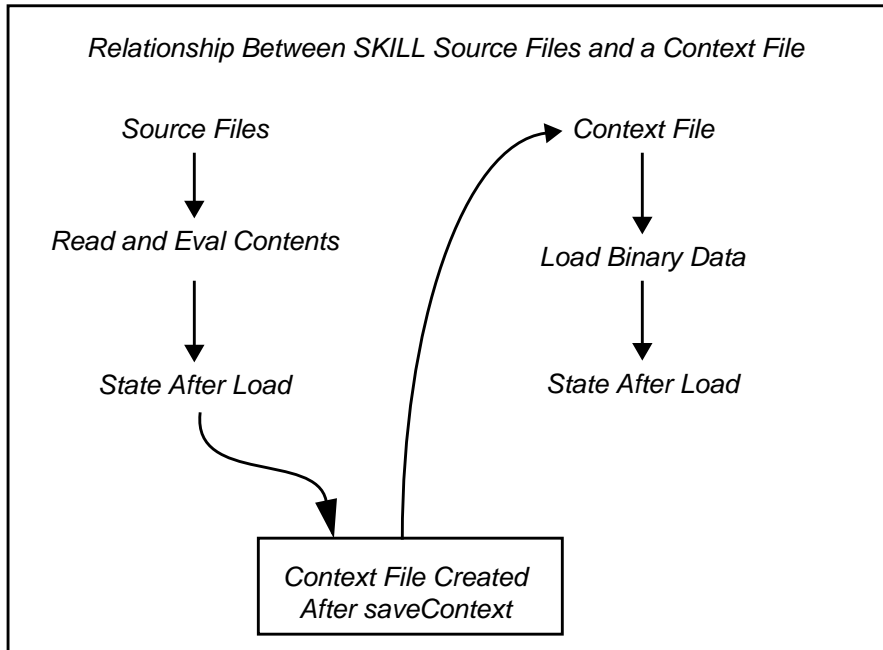 Relationship Between SKILL Source Files and a Context File
Source Files
Read and Eval Contents
State After Load
Context File Created
After saveContext
Context File
Load Binary Data
State After Load